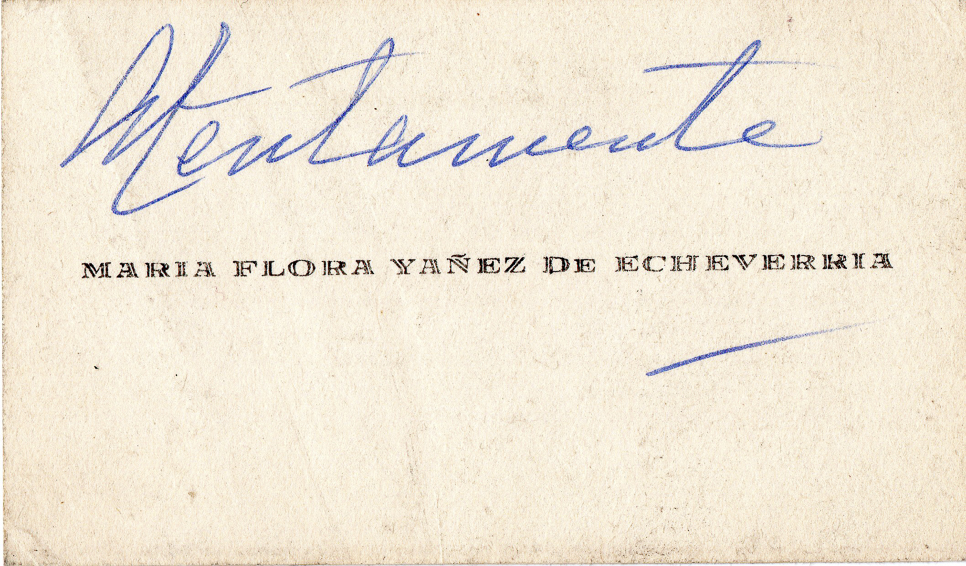 Atentamente
MARIA FLORA YAÑEZ DE ECHEVERRIA